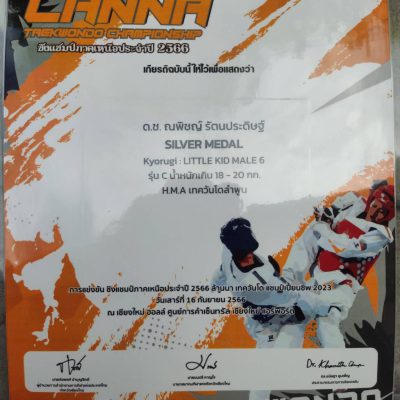 LANNA
TAEKWONDO CHAMPIONSHIP
ชิงแชมป์ภาคเหนือประจำปี 2566
เกียรติบัตรฉบับนี้ให้ไว้เพื่อแสดงว่า
ด.ช. ณพิชญ์ รัตนประดิษฐ์
SILVER MEDAL
Kyorugi : LITTLE KID MALE 6
รุ่น C น้ำหนักเกิน 18 - 20 กก.
H.M.A เทควันโดลำพูน
การแข่งขัน ชิงแชมป์ภาคเหนือประจำปี 2566 ล้านนา เทควันโด แชมป์เปี้ยนชิพ 2023
วันเสาร์ที่ 16 กันยายน 2566
ณ เชียงใหม่ ฮอลล์ ศูนย์การค้าเซ็นทรัล เชียงใหม่ แอร์พอร์ต
Dr.